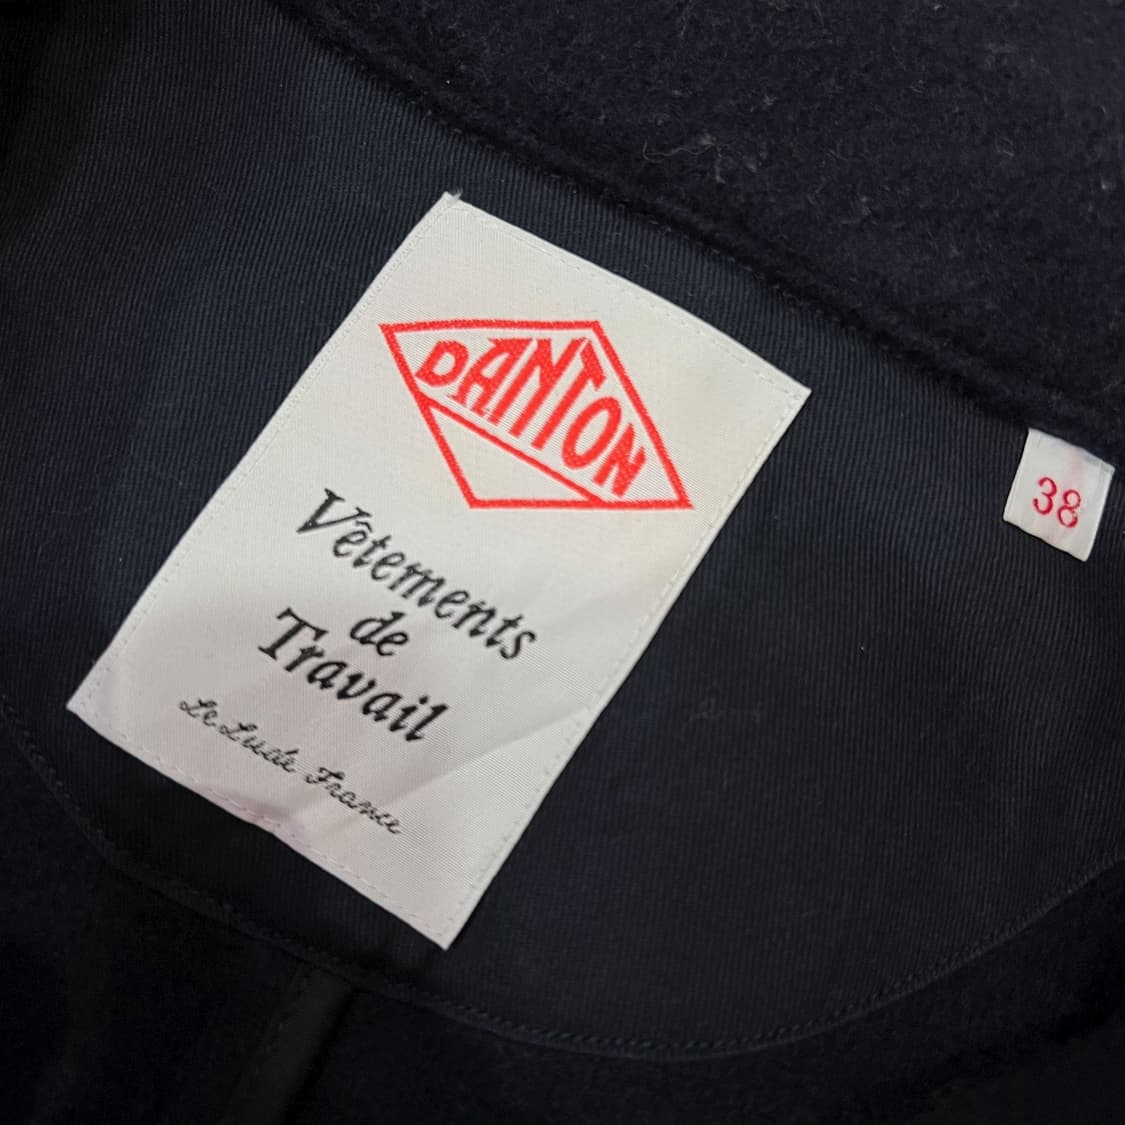 DANTON
Vêtements
de
Travail
Le Lude France
38